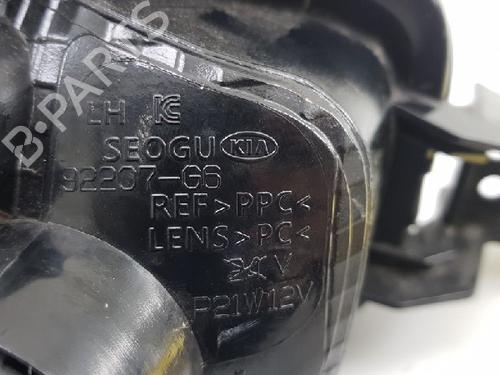 B-PARTS
LH
SEOGU KIA
92207-G6
REF>PPC<
LENS>PC<
V
P21W12V